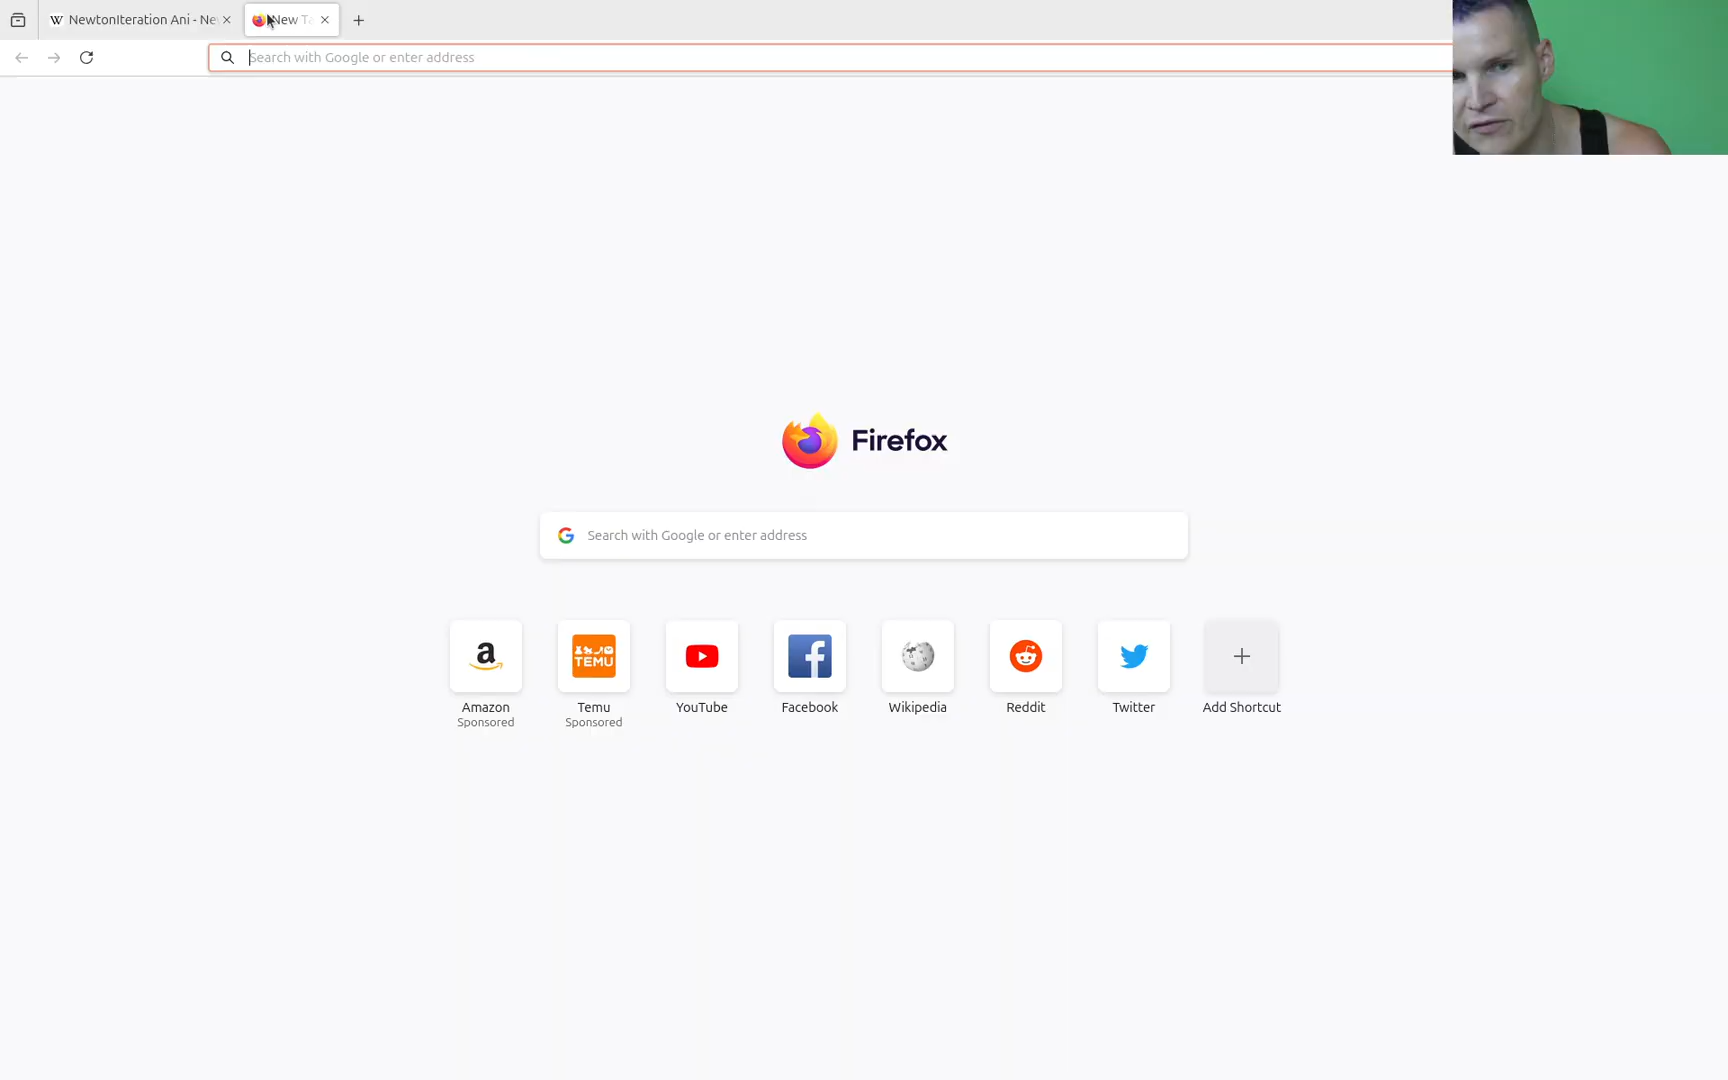 NewtonIteration Ani - Ne
New T
Search with Google or enter address
Firefox
Search with Google or enter address
Amazon
Sponsored
TEMU
Temu
Sponsored
YouTube
Facebook
Wikipedia
Reddit
Twitter
Add Shortcut